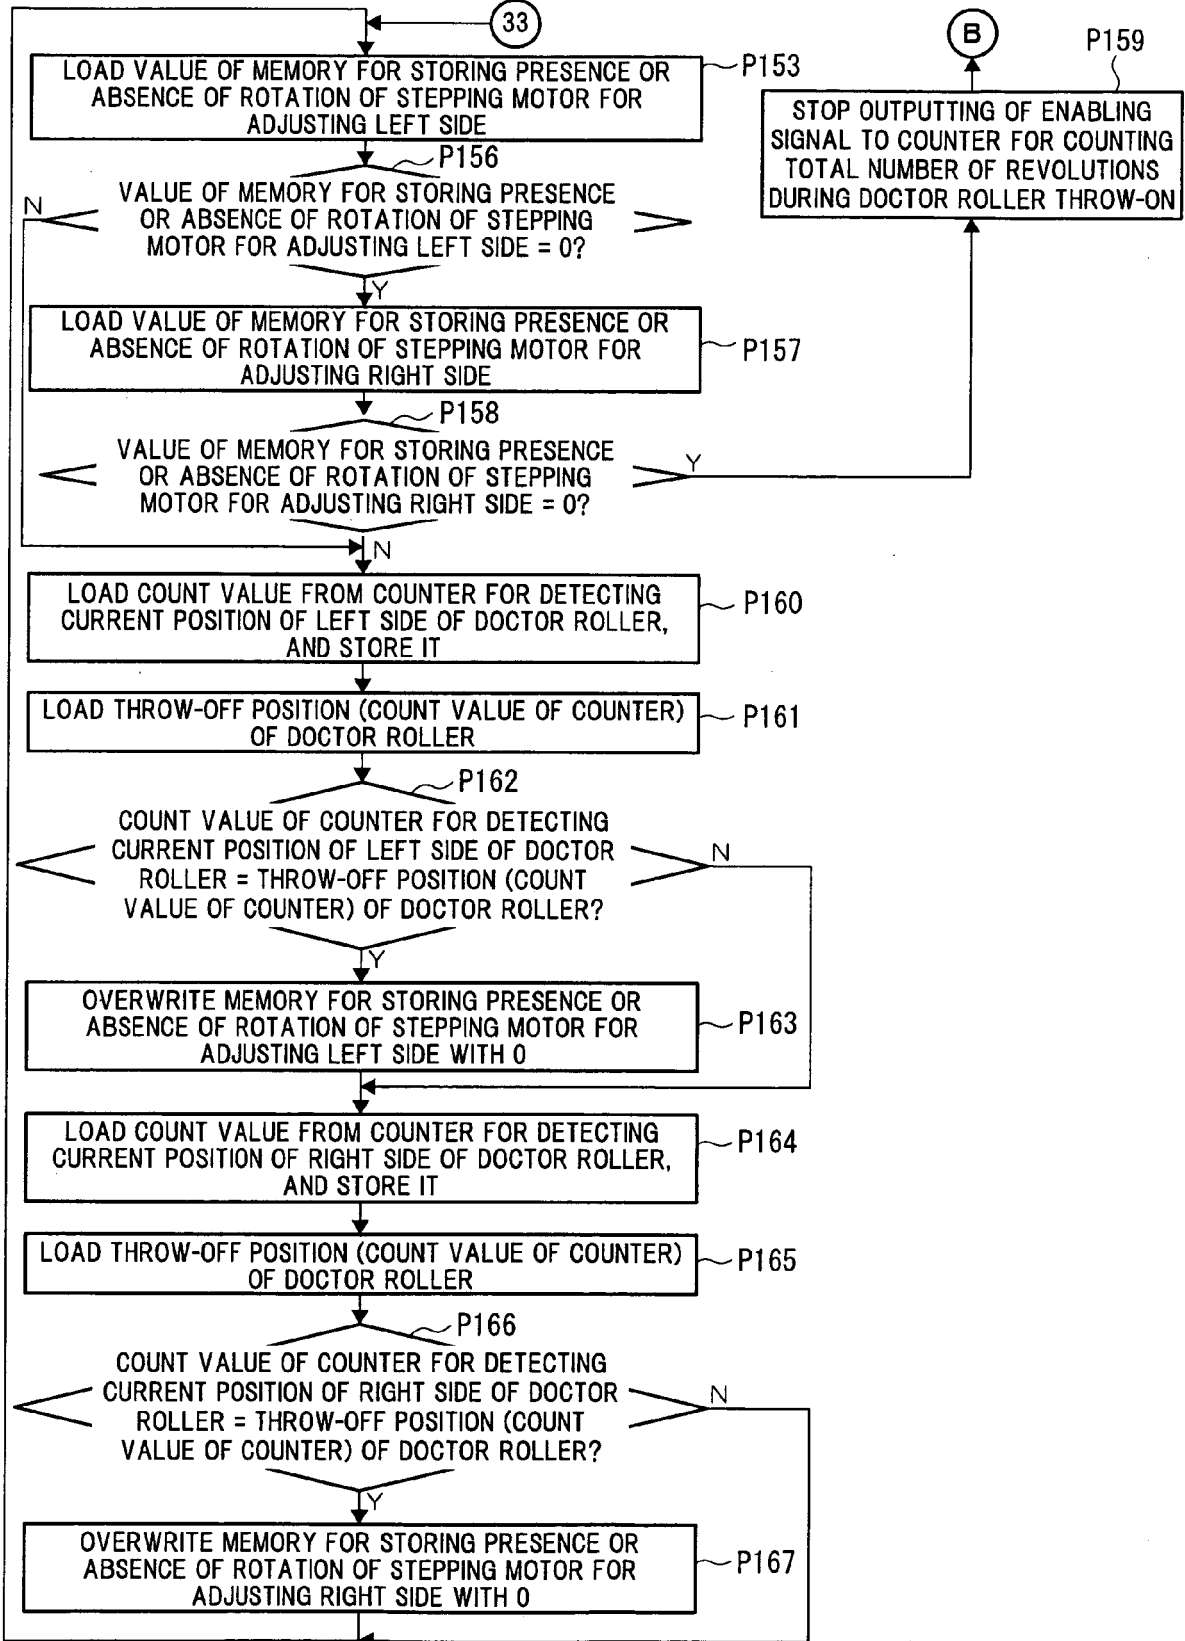 33
LOAD VALUE OF MEMORY FOR STORING PRESENCE OR
ABSENCE OF ROTATION OF STEPPING MOTOR FOR
ADJUSTING LEFT SIDE
P153
P156
VALUE OF MEMORY FOR STORING PRESENCE
OR ABSENCE OF ROTATION OF STEPPING
MOTOR FOR ADJUSTING LEFT SIDE = 0?
N
Y
LOAD VALUE OF MEMORY FOR STORING PRESENCE OR
ABSENCE OF ROTATION OF STEPPING MOTOR FOR
ADJUSTING RIGHT SIDE
P157
P158
VALUE OF MEMORY FOR STORING PRESENCE
OR ABSENCE OF ROTATION OF STEPPING
MOTOR FOR ADJUSTING RIGHT SIDE = 0?
Y
N
B
P159
STOP OUTPUTTING OF ENABLING
SIGNAL TO COUNTER FOR COUNTING
TOTAL NUMBER OF REVOLUTIONS
DURING DOCTOR ROLLER THROW-ON
LOAD COUNT VALUE FROM COUNTER FOR DETECTING
CURRENT POSITION OF LEFT SIDE OF DOCTOR ROLLER,
AND STORE IT
P160
LOAD THROW-OFF POSITION (COUNT VALUE OF COUNTER)
OF DOCTOR ROLLER
P161
P162
COUNT VALUE OF COUNTER FOR DETECTING
CURRENT POSITION OF LEFT SIDE OF DOCTOR
ROLLER = THROW-OFF POSITION (COUNT
VALUE OF COUNTER) OF DOCTOR ROLLER?
N
Y
OVERWRITE MEMORY FOR STORING PRESENCE OR
ABSENCE OF ROTATION OF STEPPING MOTOR FOR
ADJUSTING LEFT SIDE WITH 0
P163
LOAD COUNT VALUE FROM COUNTER FOR DETECTING
CURRENT POSITION OF RIGHT SIDE OF DOCTOR ROLLER,
AND STORE IT
P164
LOAD THROW-OFF POSITION (COUNT VALUE OF COUNTER)
OF DOCTOR ROLLER
P165
P166
COUNT VALUE OF COUNTER FOR DETECTING
CURRENT POSITION OF RIGHT SIDE OF DOCTOR
ROLLER = THROW-OFF POSITION (COUNT
VALUE OF COUNTER) OF DOCTOR ROLLER?
N
Y
OVERWRITE MEMORY FOR STORING PRESENCE OR
ABSENCE OF ROTATION OF STEPPING MOTOR FOR
ADJUSTING RIGHT SIDE WITH 0
P167